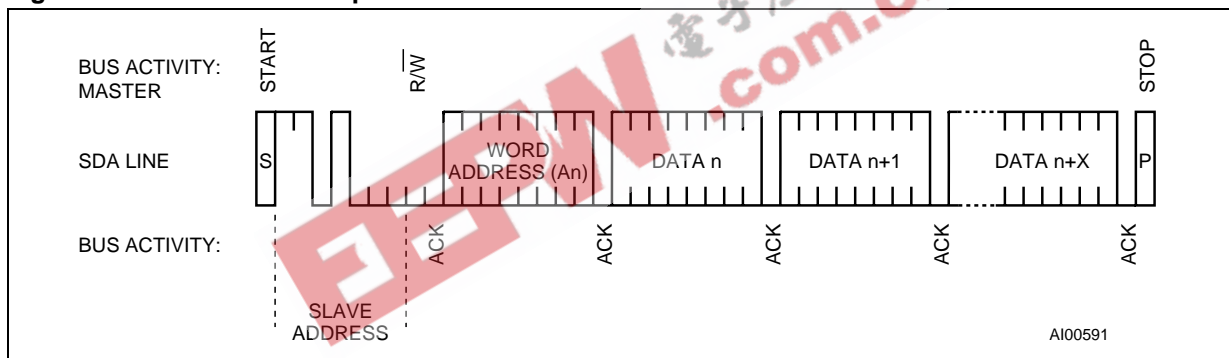 BUS ACTIVITY:
MASTER
START
R/W
STOP
SDA LINE
S
WORD
ADDRESS (An)
DATA n
DATA n+1
DATA n+X
P
BUS ACTIVITY:
ACK
ACK
ACK
ACK
ACK
SLAVE
ADDRESS
AI00591
EEPW
.com.